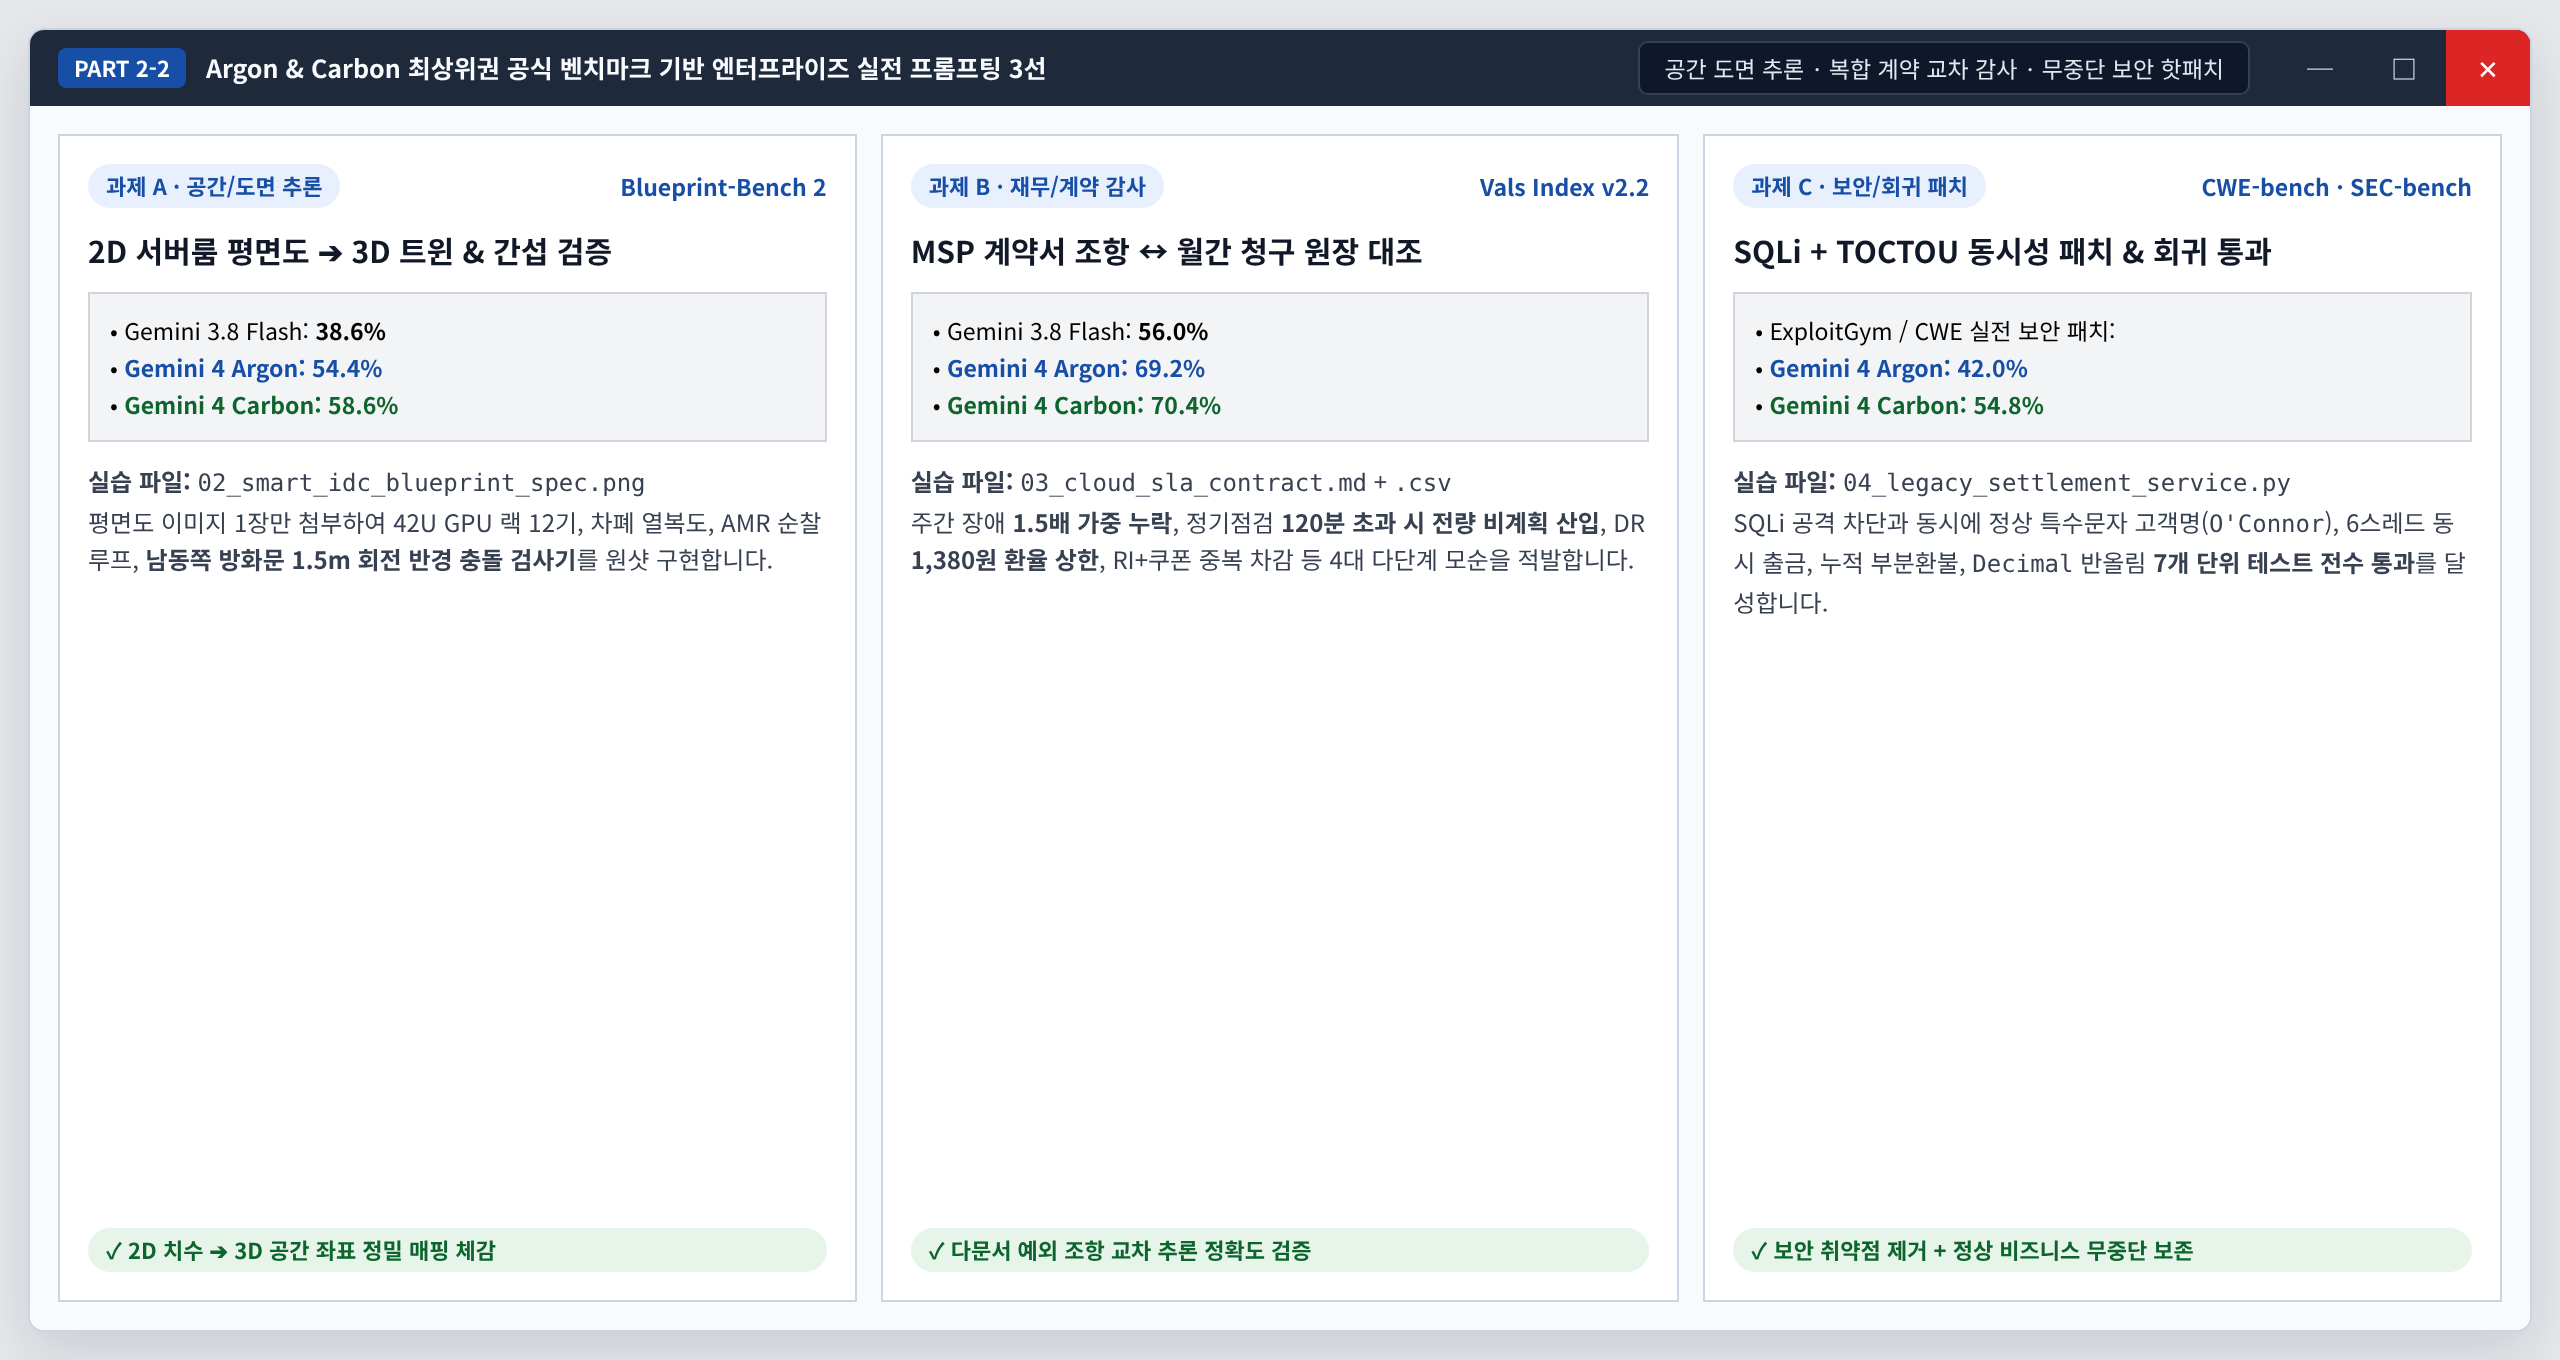 PART 2-2 Argon & Carbon 최상위권 공식 벤치마크 기반 엔터프라이즈 실전 프롬프팅 3선
공간 도면 추론 · 복합 계약 교차 감사 · 무중단 보안 핫패치
과제 A · 공간/도면 추론
Blueprint-Bench 2
2D 서버룸 평면도 ➔ 3D 트윈 & 간섭 검증
• Gemini 3.8 Flash: 38.6%
• Gemini 4 Argon: 54.4%
• Gemini 4 Carbon: 58.6%
실습 파일: 02_smart_idc_blueprint_spec.png
평면도 이미지 1장만 첨부하여 42U GPU 랙 12기, 차폐 열복도, AMR 순찰
루프, 남동쪽 방화문 1.5m 회전 반경 충돌 검사기를 원샷 구현합니다.
✓ 2D 치수 ➔ 3D 공간 좌표 정밀 매핑 체감
과제 B · 재무/계약 감사
Vals Index v2.2
MSP 계약서 조항 ↔ 월간 청구 원장 대조
• Gemini 3.8 Flash: 56.0%
• Gemini 4 Argon: 69.2%
• Gemini 4 Carbon: 70.4%
실습 파일: 03_cloud_sla_contract.md + .csv
주간 장애 1.5배 가중 누락, 정기점검 120분 초과 시 전량 비계획 산입, DR
1,380원 환율 상한, RI+쿠폰 중복 차감 등 4대 다단계 모순을 적발합니다.
✓ 다문서 예외 조항 교차 추론 정확도 검증
과제 C · 보안/회귀 패치
CWE-bench · SEC-bench
SQLi + TOCTOU 동시성 패치 & 회귀 통과
• ExploitGym / CWE 실전 보안 패치:
• Gemini 4 Argon: 42.0%
• Gemini 4 Carbon: 54.8%
실습 파일: 04_legacy_settlement_service.py
SQLi 공격 차단과 동시에 정상 특수문자 고객명(O'Connor), 6스레드 동
시 출금, 누적 부분환불, Decimal 반올림 7개 단위 테스트 전수 통과를 달
성합니다.
✓ 보안 취약점 제거 + 정상 비즈니스 무중단 보존